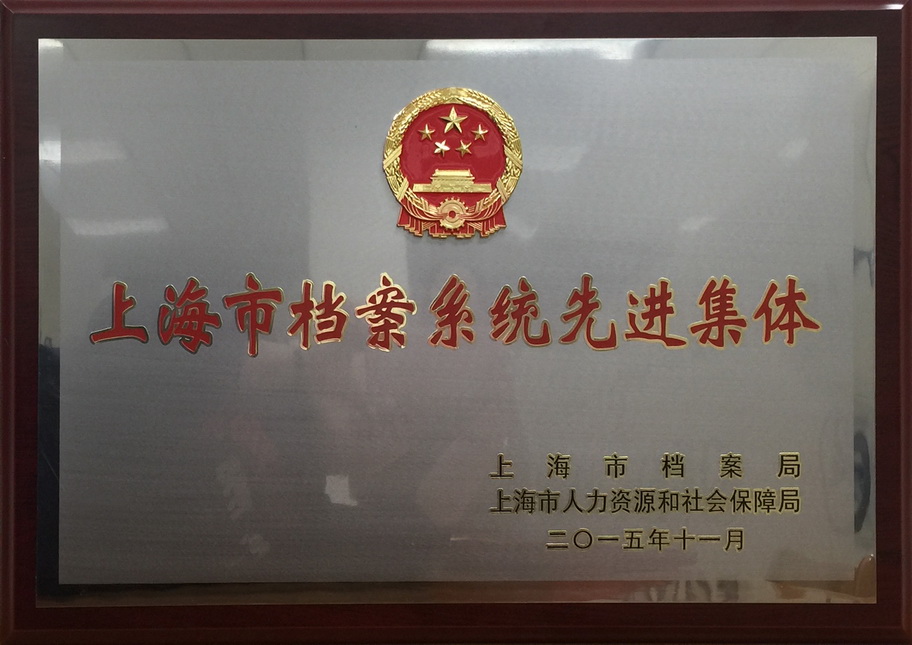 上海市档案系统先进集体
上海市档案局
上海市人力资源和社会保障局
二〇一五年十一月